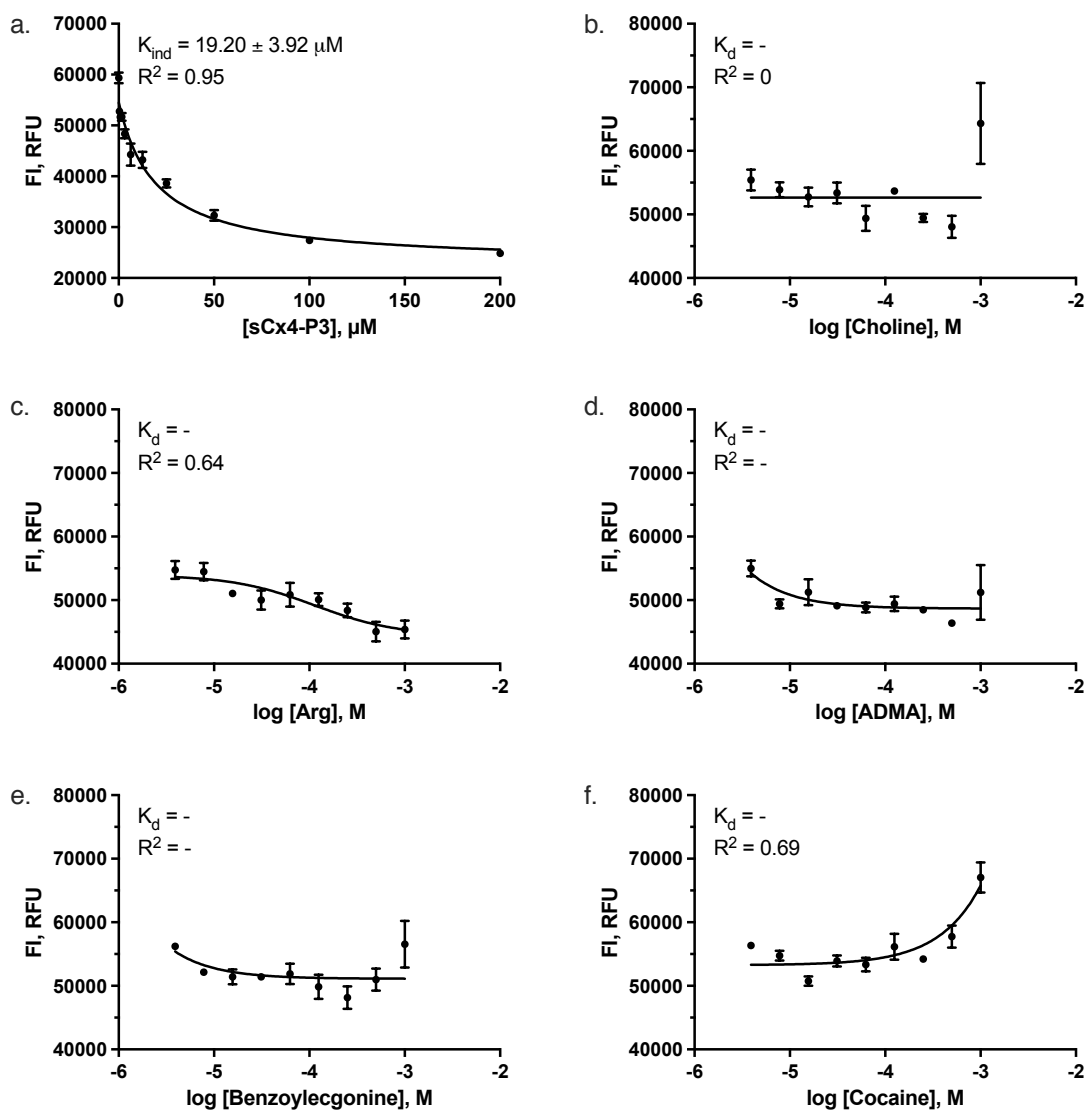 a.
70000
60000
50000
40000
30000
20000
FI, RFU
K_ind = 19.20 ± 3.92 μM
R² = 0.95
0 50 100 150 200
[sCx4-P3], µM
b.
80000
70000
60000
50000
40000
FI, RFU
K_d = -
R² = 0
-6 -5 -4 -3 -2
log [Choline], M
c.
80000
70000
60000
50000
40000
FI, RFU
K_d = -
R² = 0.64
-6 -5 -4 -3 -2
log [Arg], M
d.
80000
70000
60000
50000
40000
FI, RFU
K_d = -
R² = -
-6 -5 -4 -3 -2
log [ADMA], M
e.
80000
70000
60000
50000
40000
FI, RFU
K_d = -
R² = -
-6 -5 -4 -3 -2
log [Benzoylecgonine], M
f.
80000
70000
60000
50000
40000
FI, RFU
K_d = -
R² = 0.69
-6 -5 -4 -3 -2
log [Cocaine], M